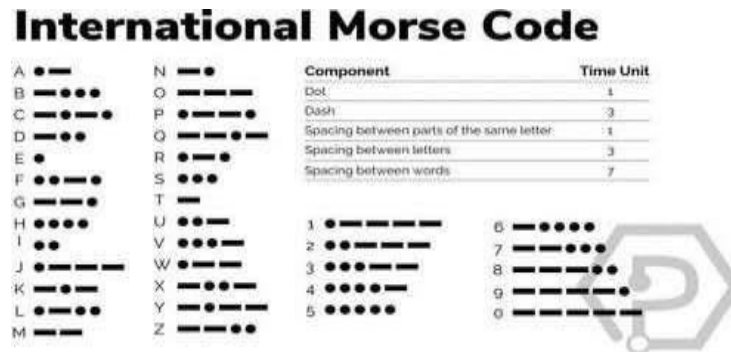 International Morse Code
A ●▬
B ▬●●●
C ▬●▬●
D ▬●●
E ●
F ●●▬●
G ▬▬●
H ●●●●
I ●●
J ●▬▬▬
K ▬●▬
L ●▬●●
M ▬▬
N ▬●
O ▬▬▬
P ●▬▬●
Q ▬▬●▬
R ●▬●
S ●●●
T ▬
U ●●▬
V ●●●▬
W ●▬▬
X ▬●●▬
Y ▬●▬▬
Z ▬▬●●
Component Time Unit
Dot 1
Dash 3
Spacing between parts of the same letter 1
Spacing between letters 3
Spacing between words 7
1 ●▬▬▬▬
2 ●●▬▬▬
3 ●●●▬▬
4 ●●●●▬
5 ●●●●●
6 ▬●●●●
7 ▬▬●●●
8 ▬▬▬●●
9 ▬▬▬▬●
0 ▬▬▬▬▬